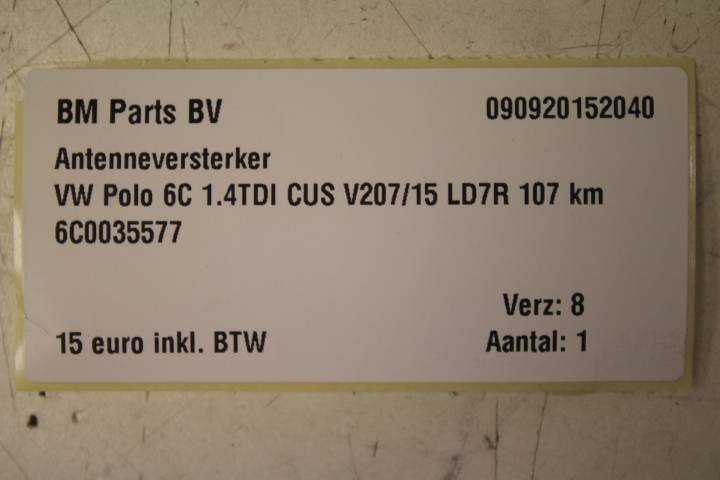 BM Parts BV 090920152040
Antenneversterker
VW Polo 6C 1.4TDI CUS V207/15 LD7R 107 km
6C0035577
Verz: 8
15 euro inkl. BTW Aantal: 1